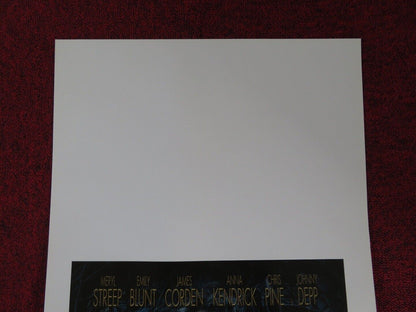 MERYL EMILY JAMES ANNA CHRIS JOHNNY
STREEP BLUNT CORDEN KENDRICK PINE DEPP